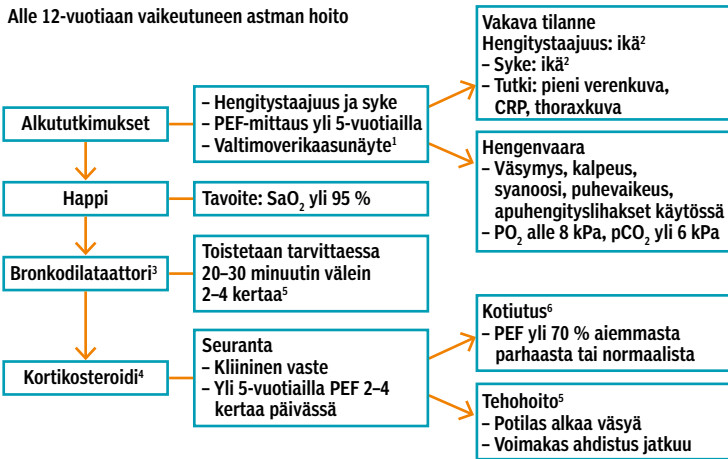 Alle 12-vuotiaan vaikeutuneen astman hoito
Alkututkimukset
– Hengitystaajuus ja syke
– PEF-mittaus yli 5-vuotiailla
– Valtimoverikaasunäyte¹
Vakava tilanne
Hengitystaajuus: ikä²
– Syke: ikä²
– Tutki: pieni verenkuva,
CRP, thoraxkuva
Hengenvaara
– Väsymys, kalpeus,
syanoosi, puhevaikeus,
apuhengityslihakset käytössä
– PO₂ alle 8 kPa, pCO₂ yli 6 kPa
Happi
Tavoite: SaO₂ yli 95 %
Bronkodilataattori³
Toistetaan tarvittaessa
20–30 minuutin välein
2–4 kertaa⁵
Kortikosteroidi⁴
Seuranta
– Kliininen vaste
– Yli 5-vuotiailla PEF 2–4
kertaa päivässä
Kotiutus⁶
– PEF yli 70 % aiemmasta
parhaasta tai normaalista
Tehohoito⁵
– Potilas alkaa väsyä
– Voimakas ahdistus jatkuu